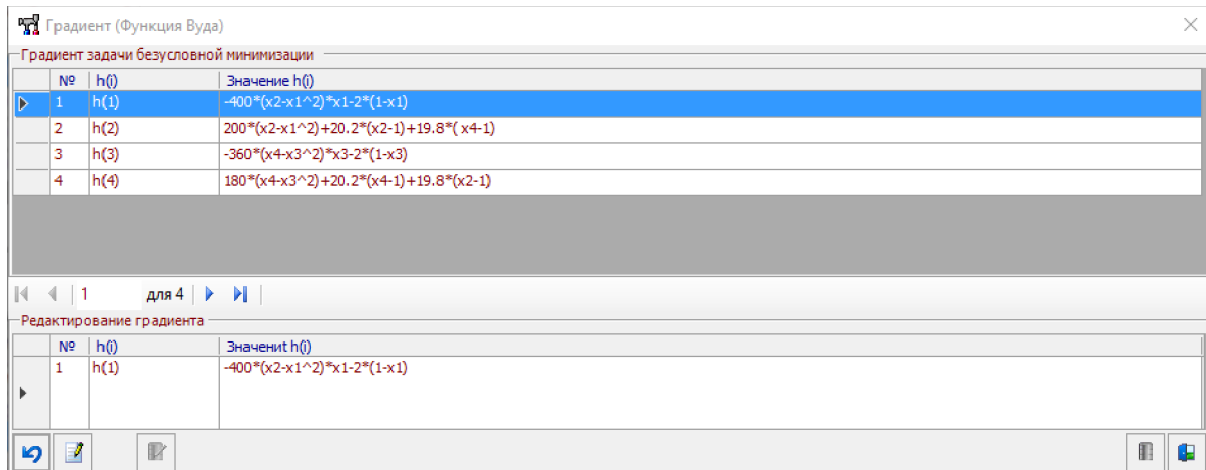 Градиент (Функция Вуда)
Градиент задачи безусловной минимизации
№ h(i) Значение h(i)
1 h(1) -400*(x2-x1^2)*x1-2*(1-x1)
2 h(2) 200*(x2-x1^2)+20.2*(x2-1)+19.8*( x4-1)
3 h(3) -360*(x4-x3^2)*x3-2*(1-x3)
4 h(4) 180*(x4-x3^2)+20.2*(x4-1)+19.8*(x2-1)
1 для 4
Редактирование градиента
№ h(i) Значениt h(i)
1 h(1) -400*(x2-x1^2)*x1-2*(1-x1)